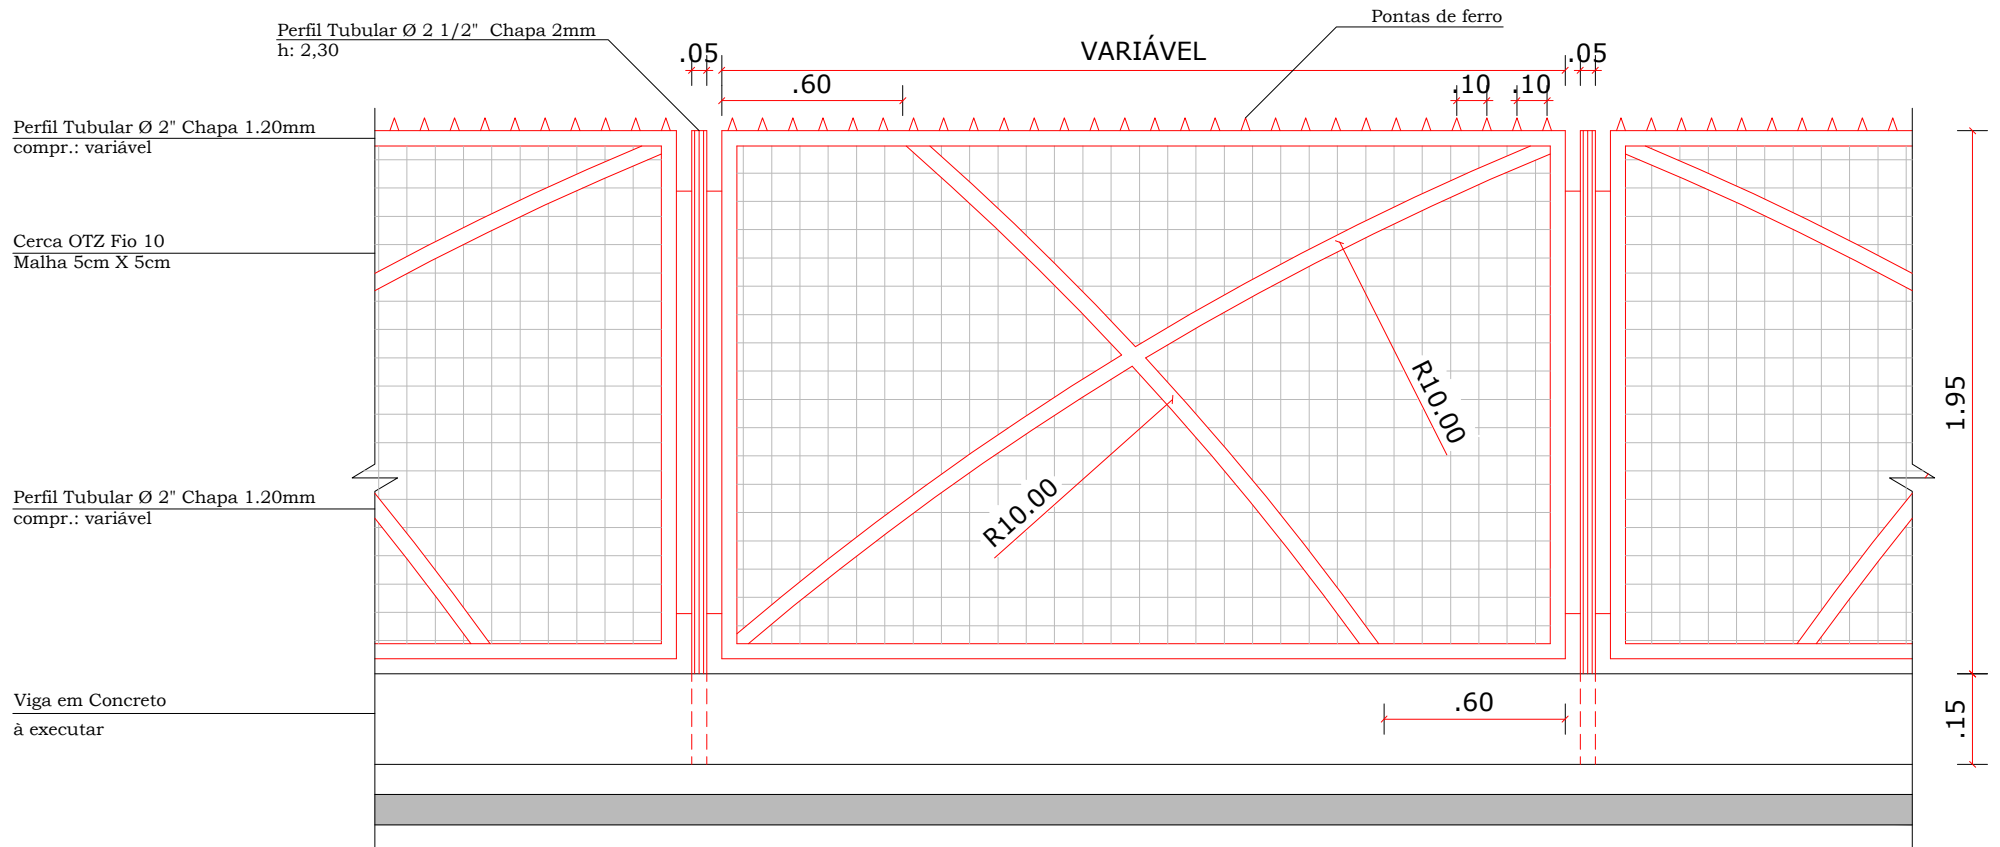 Pontas de ferro
Perfil Tubular Ø 2 1/2" Chapa 2mm
h: 2,30
.05
VARIÁVEL
.05
.60
.10
.10
Perfil Tubular Ø 2" Chapa 1.20mm
compr.: variável
Cerca OTZ Fio 10
Malha 5cm X 5cm
R10.00
1.95
R10.00
Perfil Tubular Ø 2" Chapa 1.20mm
compr.: variável
Viga em Concreto
à executar
.60
.15